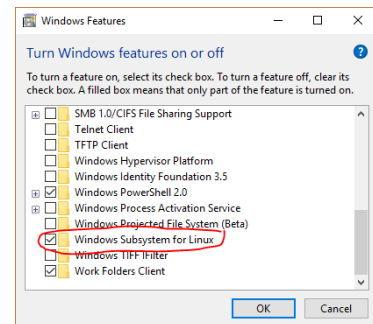 Windows Features
Turn Windows features on or off
To turn a feature on, select its check box. To turn a feature off, clear its
check box. A filled box means that only part of the feature is turned on.
SMB 1.0/CIFS File Sharing Support
Telnet Client
TFTP Client
Windows Hypervisor Platform
Windows Identity Foundation 3.5
Windows PowerShell 2.0
Windows Process Activation Service
Windows Projected File System (Beta)
Windows Subsystem for Linux
Windows TIFF IFilter
Work Folders Client
OK
Cancel